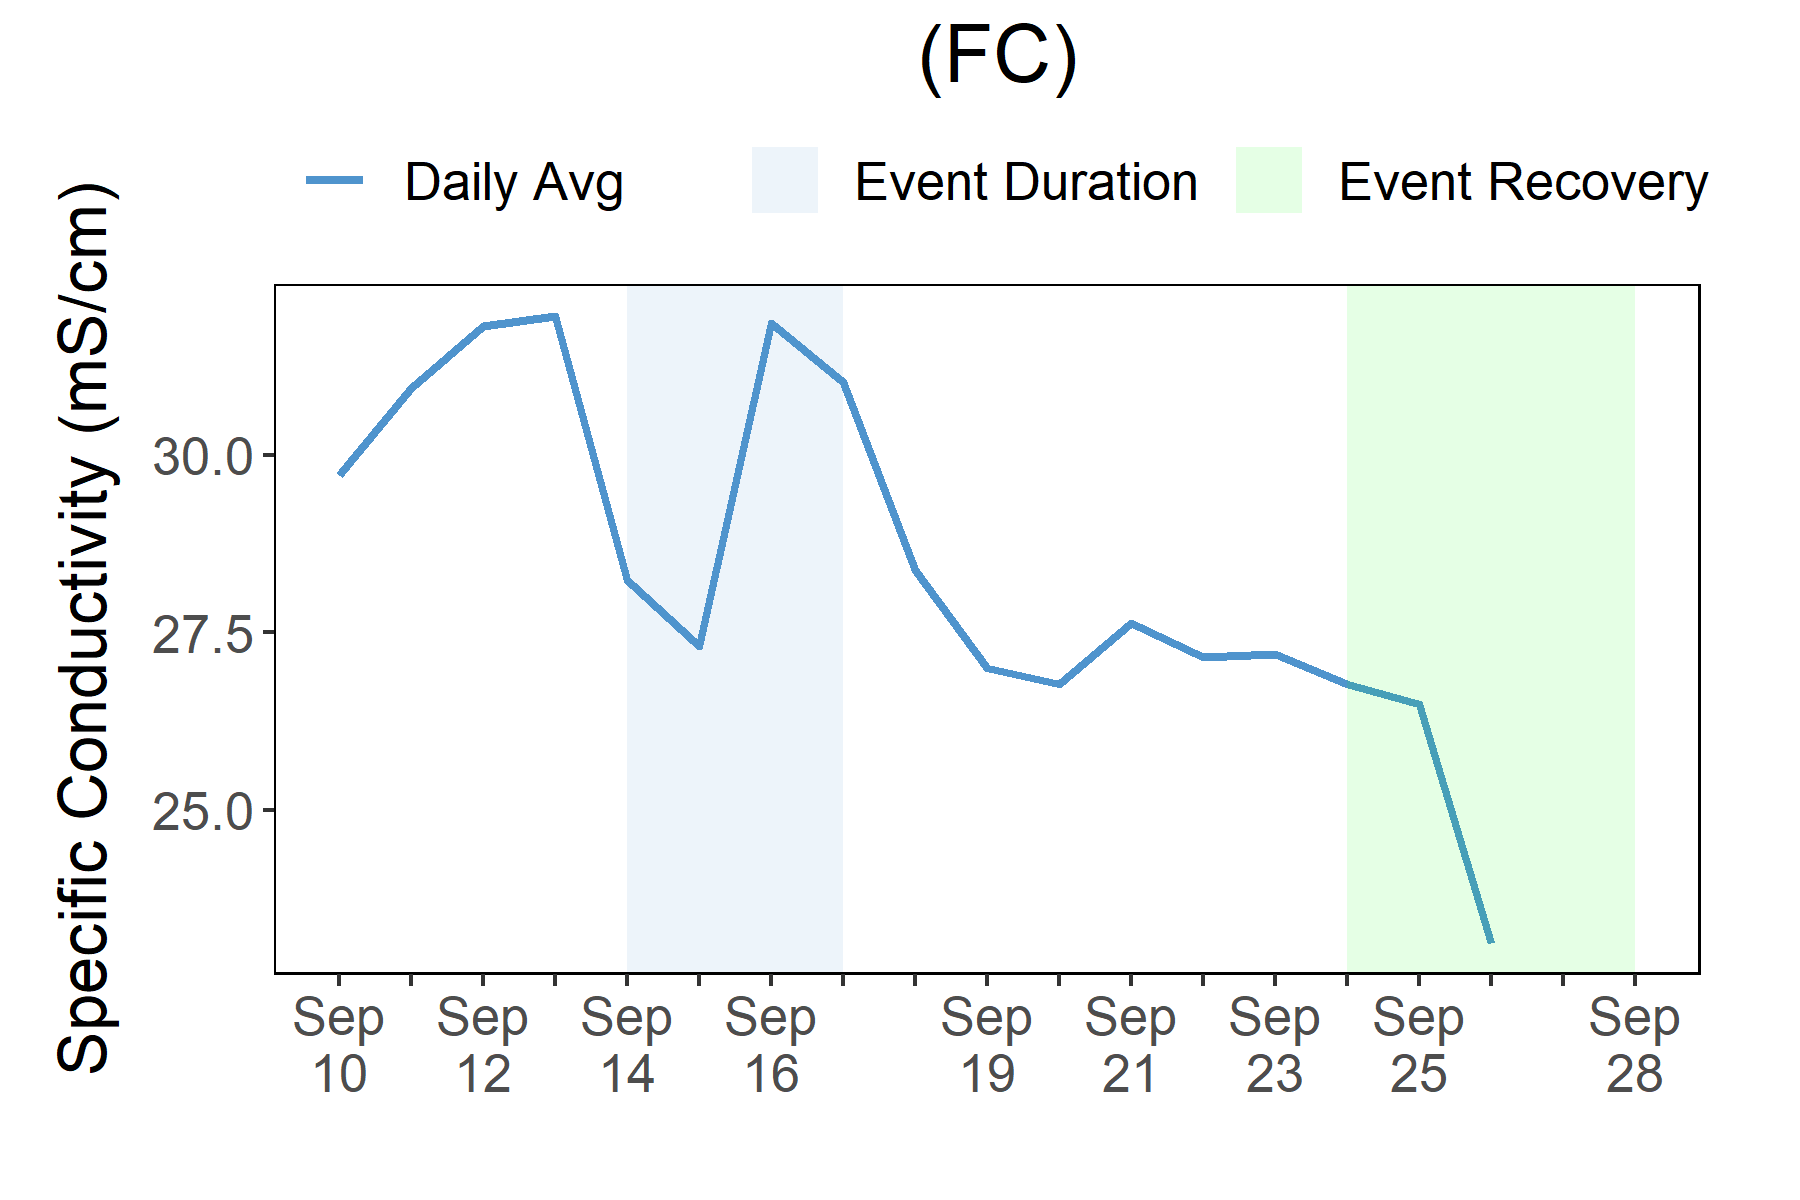 (FC)
Daily Avg
Event Duration
Event Recovery
Specific Conductivity (mS/cm)
30.0
27.5
25.0
Sep 10
Sep 12
Sep 14
Sep 16
Sep 19
Sep 21
Sep 23
Sep 25
Sep 28